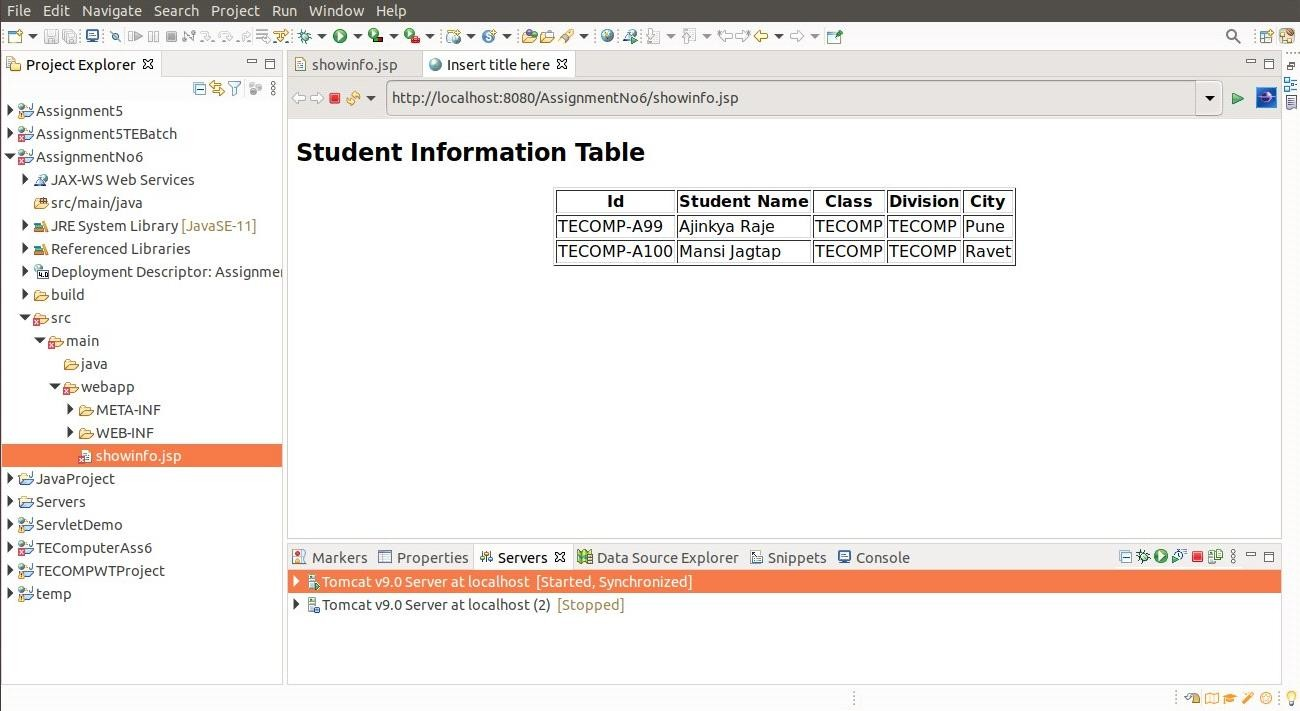 File Edit Navigate Search Project Run Window Help
Project Explorer
showinfo.jsp
Insert title here
http://localhost:8080/AssignmentNo6/showinfo.jsp
Assignment5
Assignment5TEBatch
AssignmentNo6
JAX-WS Web Services
src/main/java
JRE System Library [JavaSE-11]
Referenced Libraries
Deployment Descriptor: Assignme
build
src
main
java
webapp
META-INF
WEB-INF
showinfo.jsp
JavaProject
Servers
ServletDemo
TEComputerAss6
TECOMPWTProject
temp
Student Information Table
Id Student Name Class Division City
TECOMP-A99 Ajinkya Raje TECOMP TECOMP Pune
TECOMP-A100 Mansi Jagtap TECOMP TECOMP Ravet
Markers Properties Servers Data Source Explorer Snippets Console
Tomcat v9.0 Server at localhost [Started, Synchronized]
Tomcat v9.0 Server at localhost (2) [Stopped]